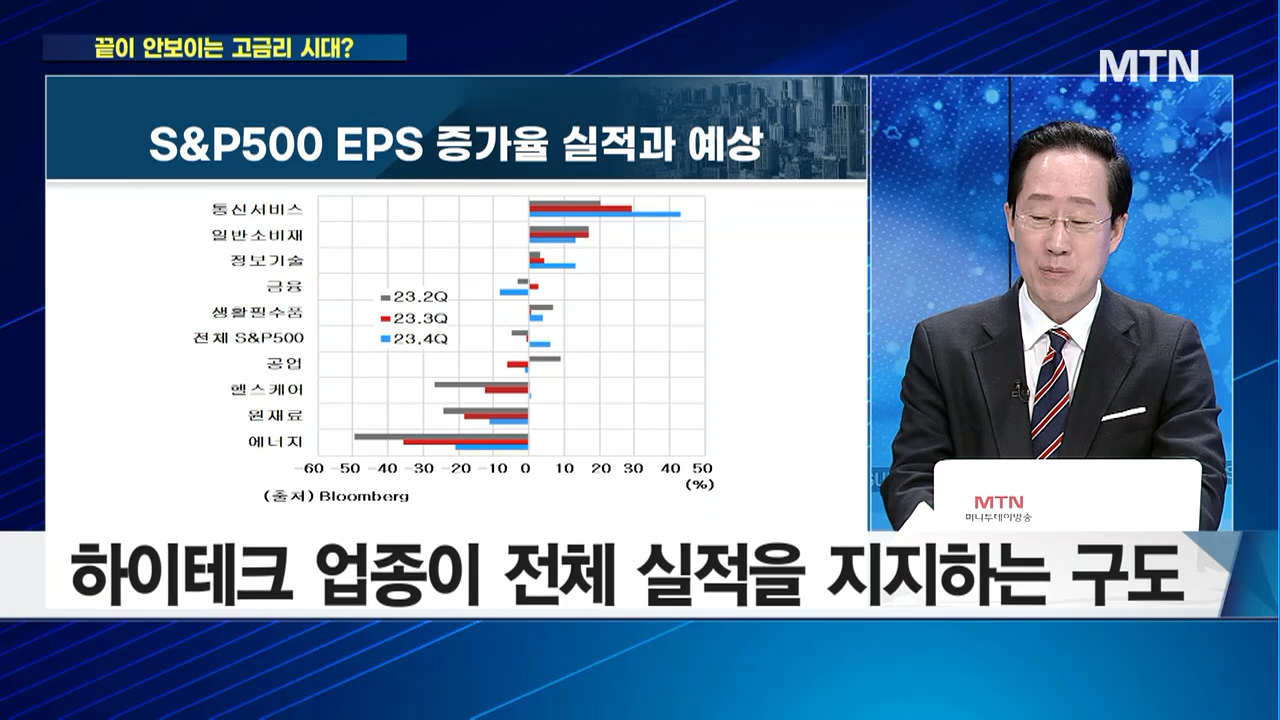 끝이 안보이는 고금리 시대?
MTN
S&P500 EPS 증가율 실적과 예상
통신서비스
일반소비재
정보기술
금융
생활필수품
전체 S&P500
공업
헬스케어
원재료
에너지
23.2Q
23.3Q
23.4Q
-60 -50 -40 -30 -20 -10 0 10 20 30 40 50
(%)
(출처) Bloomberg
MTN
머니투데이방송
하이테크 업종이 전체 실적을 지지하는 구도